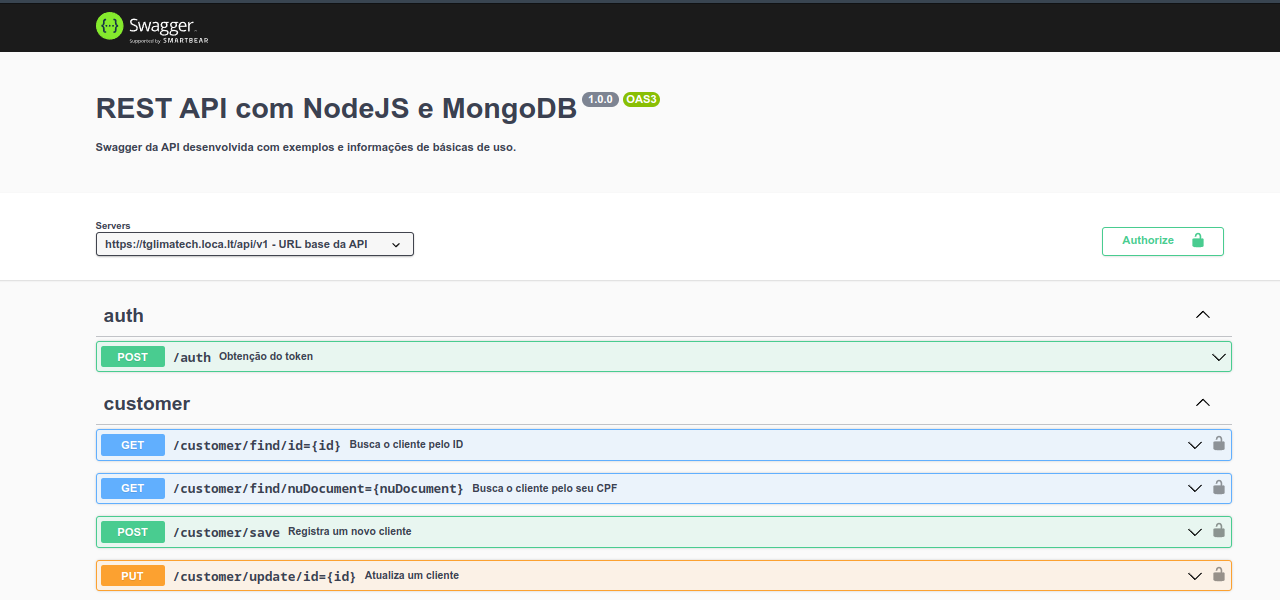 {···} Swagger
Supported by SMARTBEAR
REST API com NodeJS e MongoDB 1.0.0 OAS3
Swagger da API desenvolvida com exemplos e informações de básicas de uso.
Servers
https://tglimatech.loca.lt/api/v1 - URL base da API
Authorize
auth
POST /auth Obtenção do token
customer
GET /customer/find/id={id} Busca o cliente pelo ID
GET /customer/find/nuDocument={nuDocument} Busca o cliente pelo seu CPF
POST /customer/save Registra um novo cliente
PUT /customer/update/id={id} Atualiza um cliente